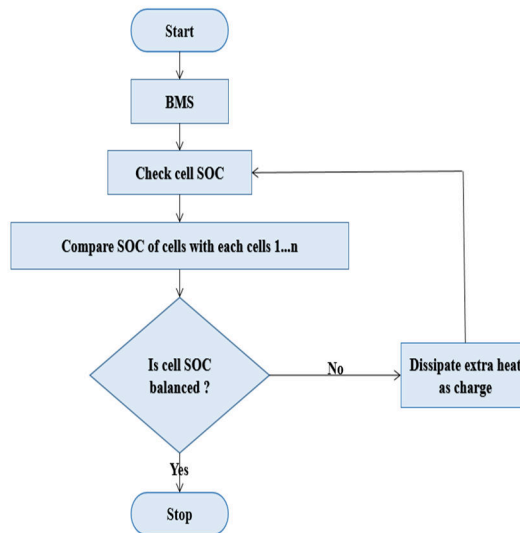 Start
BMS
Check cell SOC
Compare SOC of cells with each cells 1...n
Is cell SOC
balanced ?
No
Dissipate extra heat
as charge
Yes
Stop